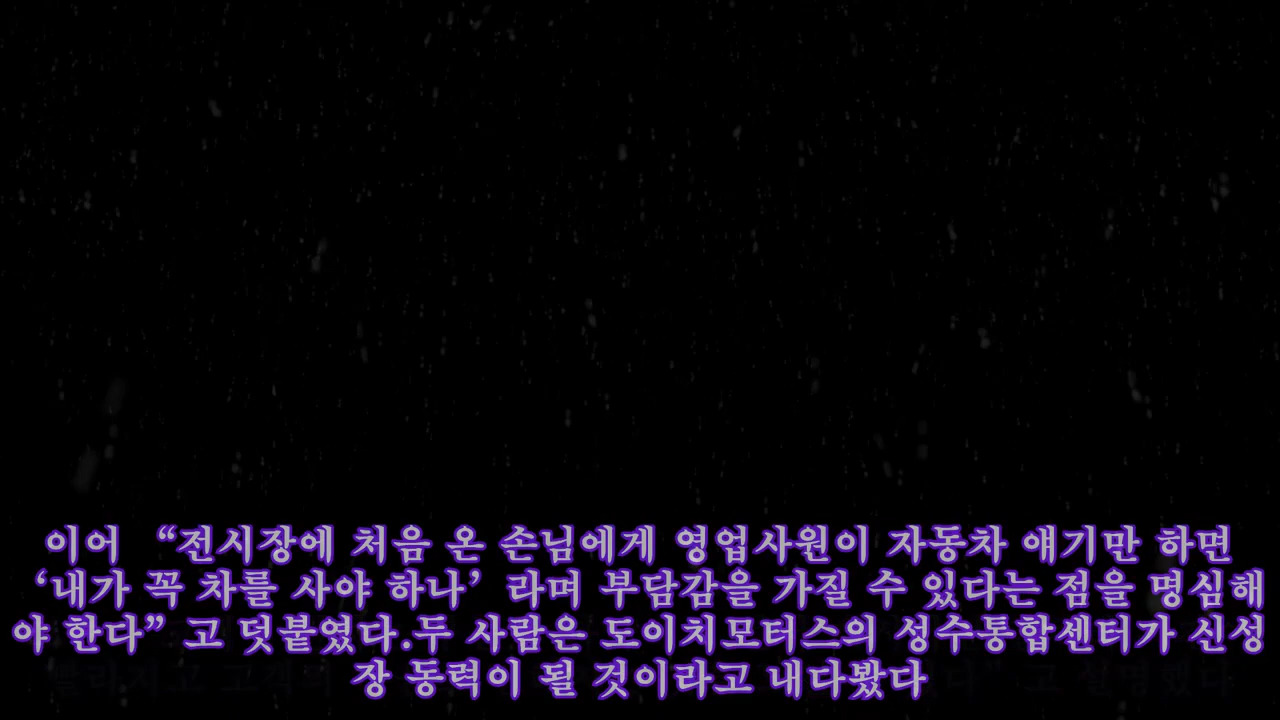 이어 “전시장에 처음 온 손님에게 영업사원이 자동차 얘기만 하면
‘내가 꼭 차를 사야 하나’ 라며 부담감을 가질 수 있다는 점을 명심해
야 한다” 고 덧붙였다.두 사람은 도이치모터스의 성수통합센터가 신성
장 동력이 될 것이라고 내다봤다